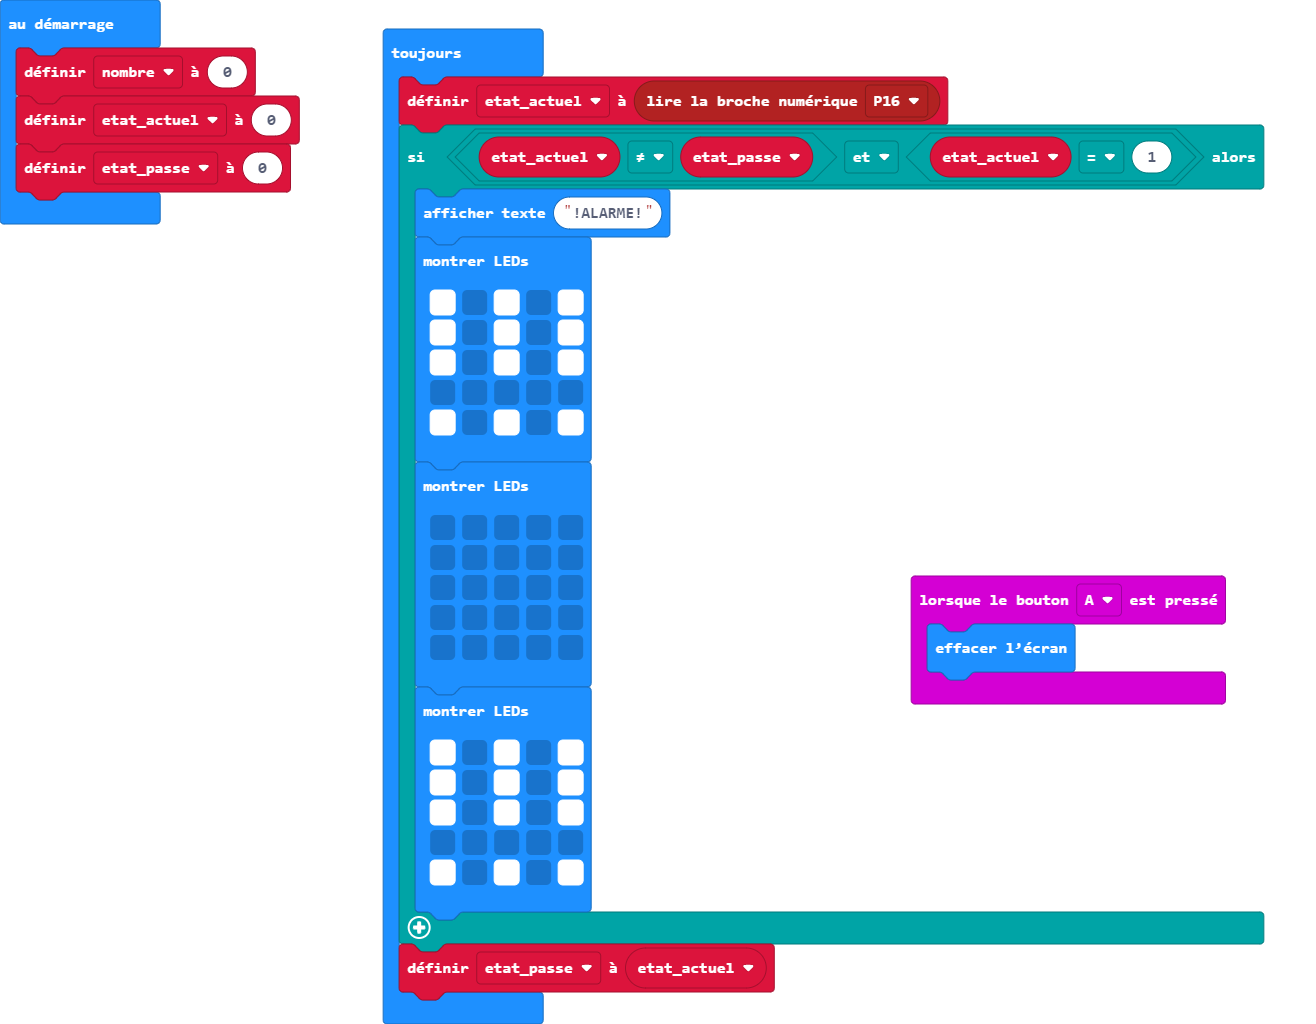 au démarrage
définir nombre à 0
définir etat_actuel à 0
définir etat_passe à 0
toujours
définir etat_actuel à lire la broche numérique P16
si etat_actuel ≠ etat_passe et etat_actuel = 1 alors
afficher texte "!ALARME!"
montrer LEDs
montrer LEDs
lorsque le bouton A est pressé
effacer l'écran
montrer LEDs
définir etat_passe à etat_actuel